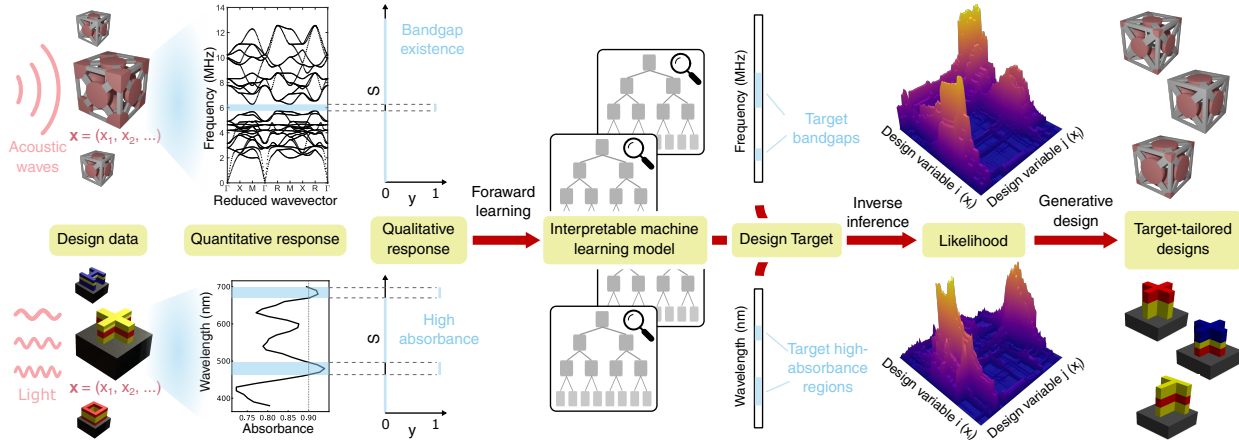 Acoustic
waves
x = (x₁, x₂, ...)
Frequency (MHz)
14
12
10
8
6
4
2
0
Γ X M Γ R M X R Γ
Reduced wavevector
S
0 1
y
Bandgap
existence
Frequency (MHz)
Target
bandgaps
Design variable i (xᵢ)
Design variable j (xⱼ)
Design data
Quantitative response
Qualitative
response
Foraward
learning
Interpretable machine
learning model
Design Target
Inverse
inference
Likelihood
Generative
design
Target-tailored
designs
Light
x = (x₁, x₂, ...)
Wavelength (nm)
700
600
500
400
0.75 0.80 0.85 0.90
Absorbance
S
0 1
y
High
absorbance
Wavelength (nm)
Target high-
absorbance
regions
Design variable i (xᵢ)
Design variable j (xⱼ)